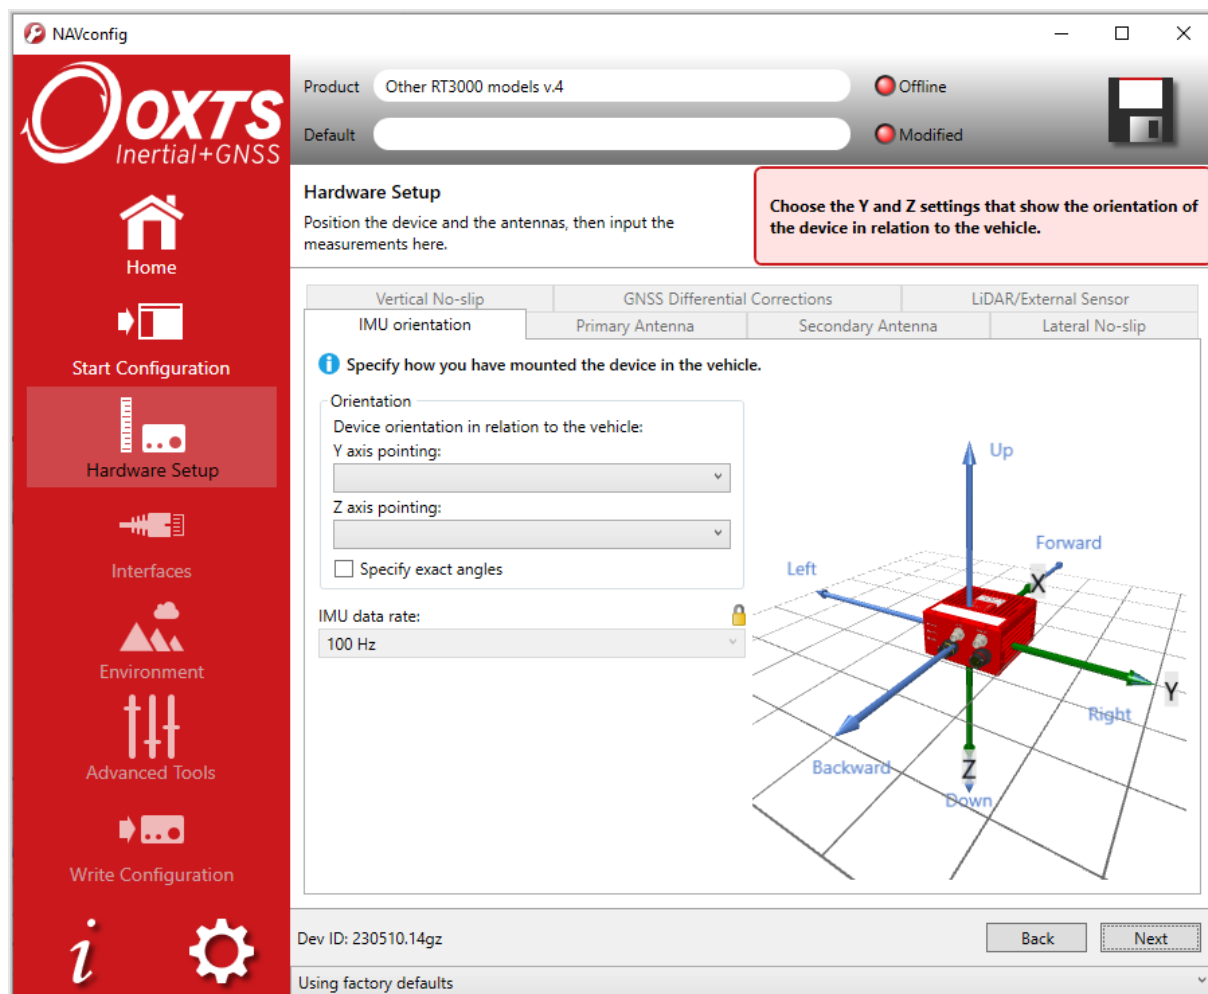 NAVconfig
OXTS
Inertial+GNSS
Home
Start Configuration
Hardware Setup
Interfaces
Environment
Advanced Tools
Write Configuration
i
Product
Other RT3000 models v.4
Offline
Default
Modified
Hardware Setup
Position the device and the antennas, then input the
measurements here.
Choose the Y and Z settings that show the orientation of
the device in relation to the vehicle.
Vertical No-slip
GNSS Differential Corrections
LiDAR/External Sensor
IMU orientation
Primary Antenna
Secondary Antenna
Lateral No-slip
Specify how you have mounted the device in the vehicle.
Orientation
Device orientation in relation to the vehicle:
Y axis pointing:
Z axis pointing:
Specify exact angles
IMU data rate:
100 Hz
Up
Forward
Left
X
Y
Right
Backward
Z
Down
Dev ID: 230510.14gz
Back
Next
Using factory defaults